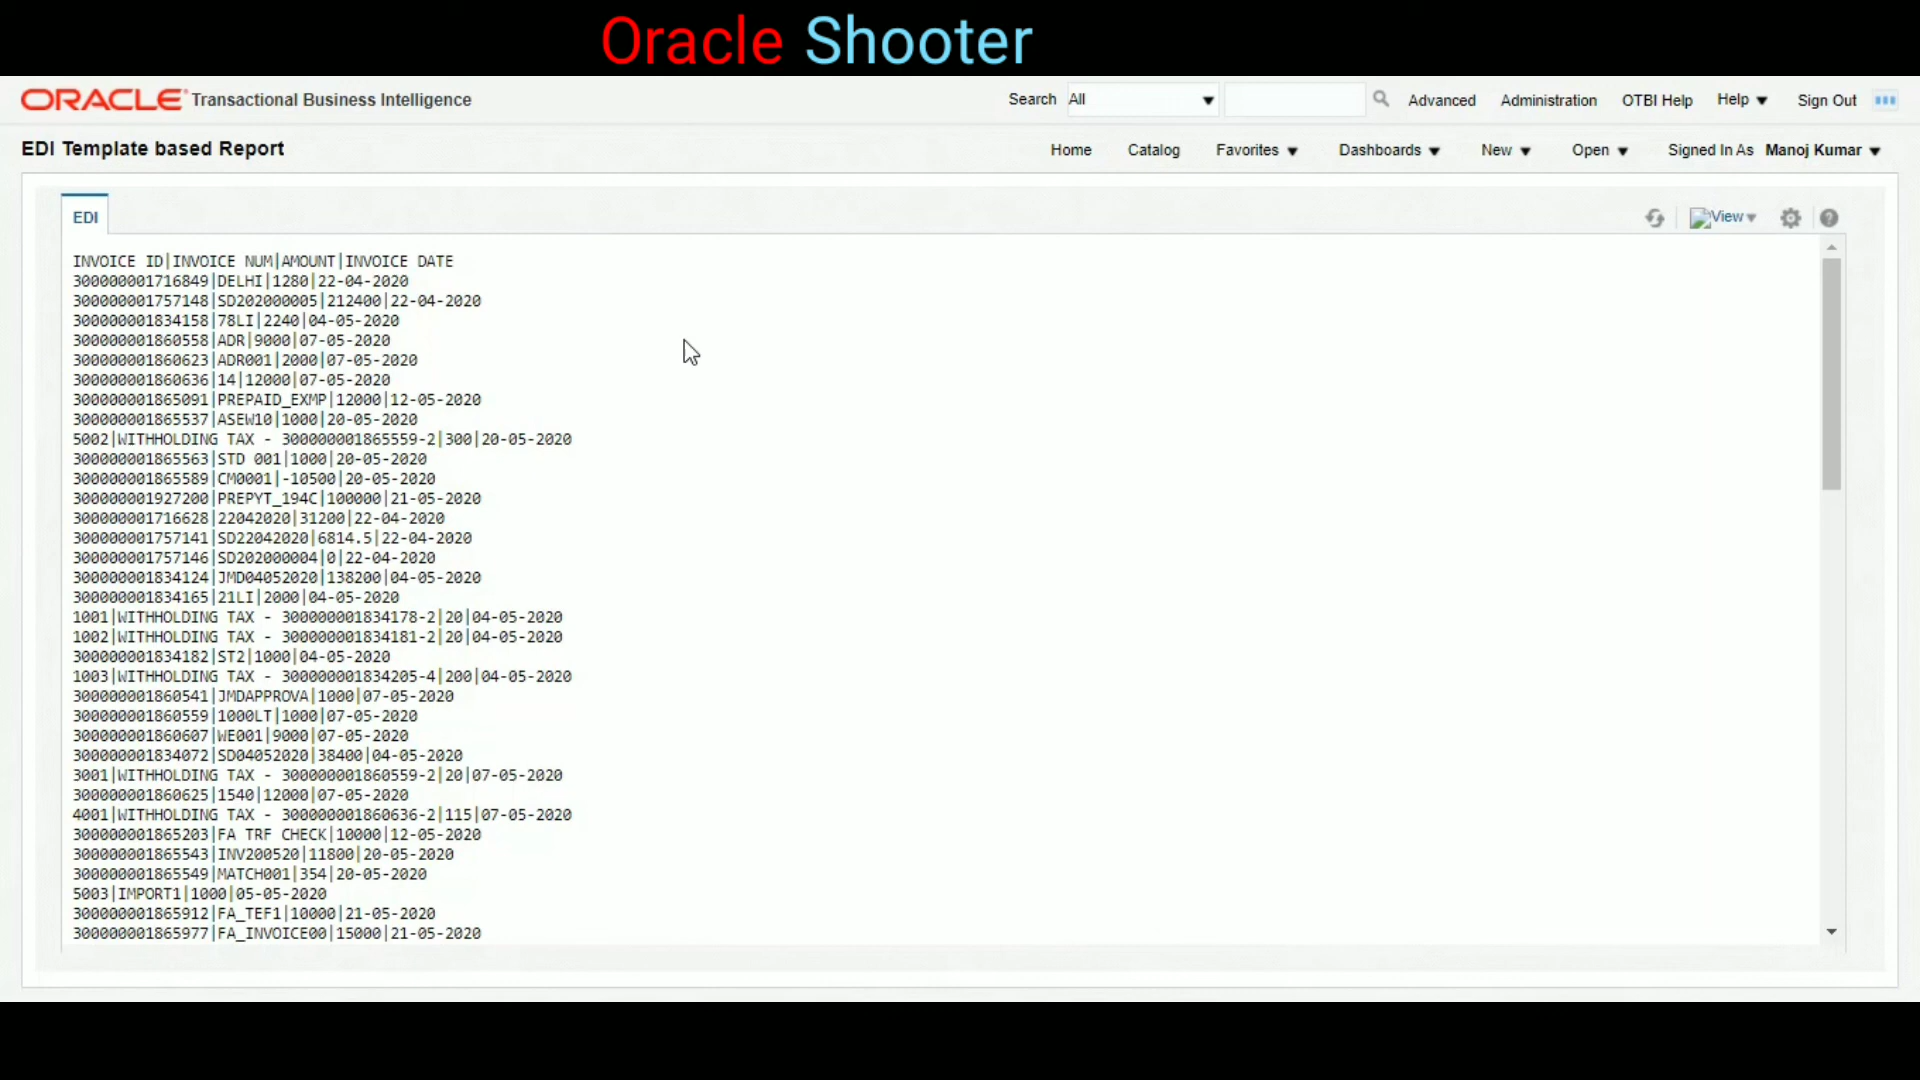 Oracle Shooter
ORACLE Transactional Business Intelligence Search All Advanced Administration OTBI Help Help Sign Out
EDI Template based Report Home Catalog Favorites Dashboards New Open Signed In As Manoj Kumar
EDI View
INVOICE ID|INVOICE NUM|AMOUNT|INVOICE DATE
300000001716849|DELHI|1280|22-04-2020
300000001757148|SD202000005|212400|22-04-2020
300000001834158|78LI|2240|04-05-2020
300000001860558|ADR|9000|07-05-2020
300000001860623|ADR001|2000|07-05-2020
300000001860636|14|12000|07-05-2020
300000001865091|PREPAID_EXMP|12000|12-05-2020
300000001865537|ASEW10|1000|20-05-2020
5002|WITHHOLDING TAX - 300000001865559-2|300|20-05-2020
300000001865563|STD 001|1000|20-05-2020
300000001865589|CM0001|-10500|20-05-2020
300000001927200|PREPYT_194C|100000|21-05-2020
300000001716628|22042020|31200|22-04-2020
300000001757141|SD22042020|6814.5|22-04-2020
300000001757146|SD202000004|0|22-04-2020
300000001834124|JMD04052020|138200|04-05-2020
300000001834165|21LI|2000|04-05-2020
1001|WITHHOLDING TAX - 300000001834178-2|20|04-05-2020
1002|WITHHOLDING TAX - 300000001834181-2|20|04-05-2020
300000001834182|ST2|1000|04-05-2020
1003|WITHHOLDING TAX - 300000001834205-4|200|04-05-2020
300000001860541|JMDAPPROVA|1000|07-05-2020
300000001860559|1000LT|1000|07-05-2020
300000001860607|WE001|9000|07-05-2020
300000001834072|SD04052020|38400|04-05-2020
3001|WITHHOLDING TAX - 300000001860559-2|20|07-05-2020
300000001860625|1540|12000|07-05-2020
4001|WITHHOLDING TAX - 300000001860636-2|115|07-05-2020
300000001865203|FA TRF CHECK|10000|12-05-2020
300000001865543|INV200520|11800|20-05-2020
300000001865549|MATCH001|354|20-05-2020
5003|IMPORT1|1000|05-05-2020
300000001865912|FA_TEF1|10000|21-05-2020
300000001865977|FA_INVOICE00|15000|21-05-2020